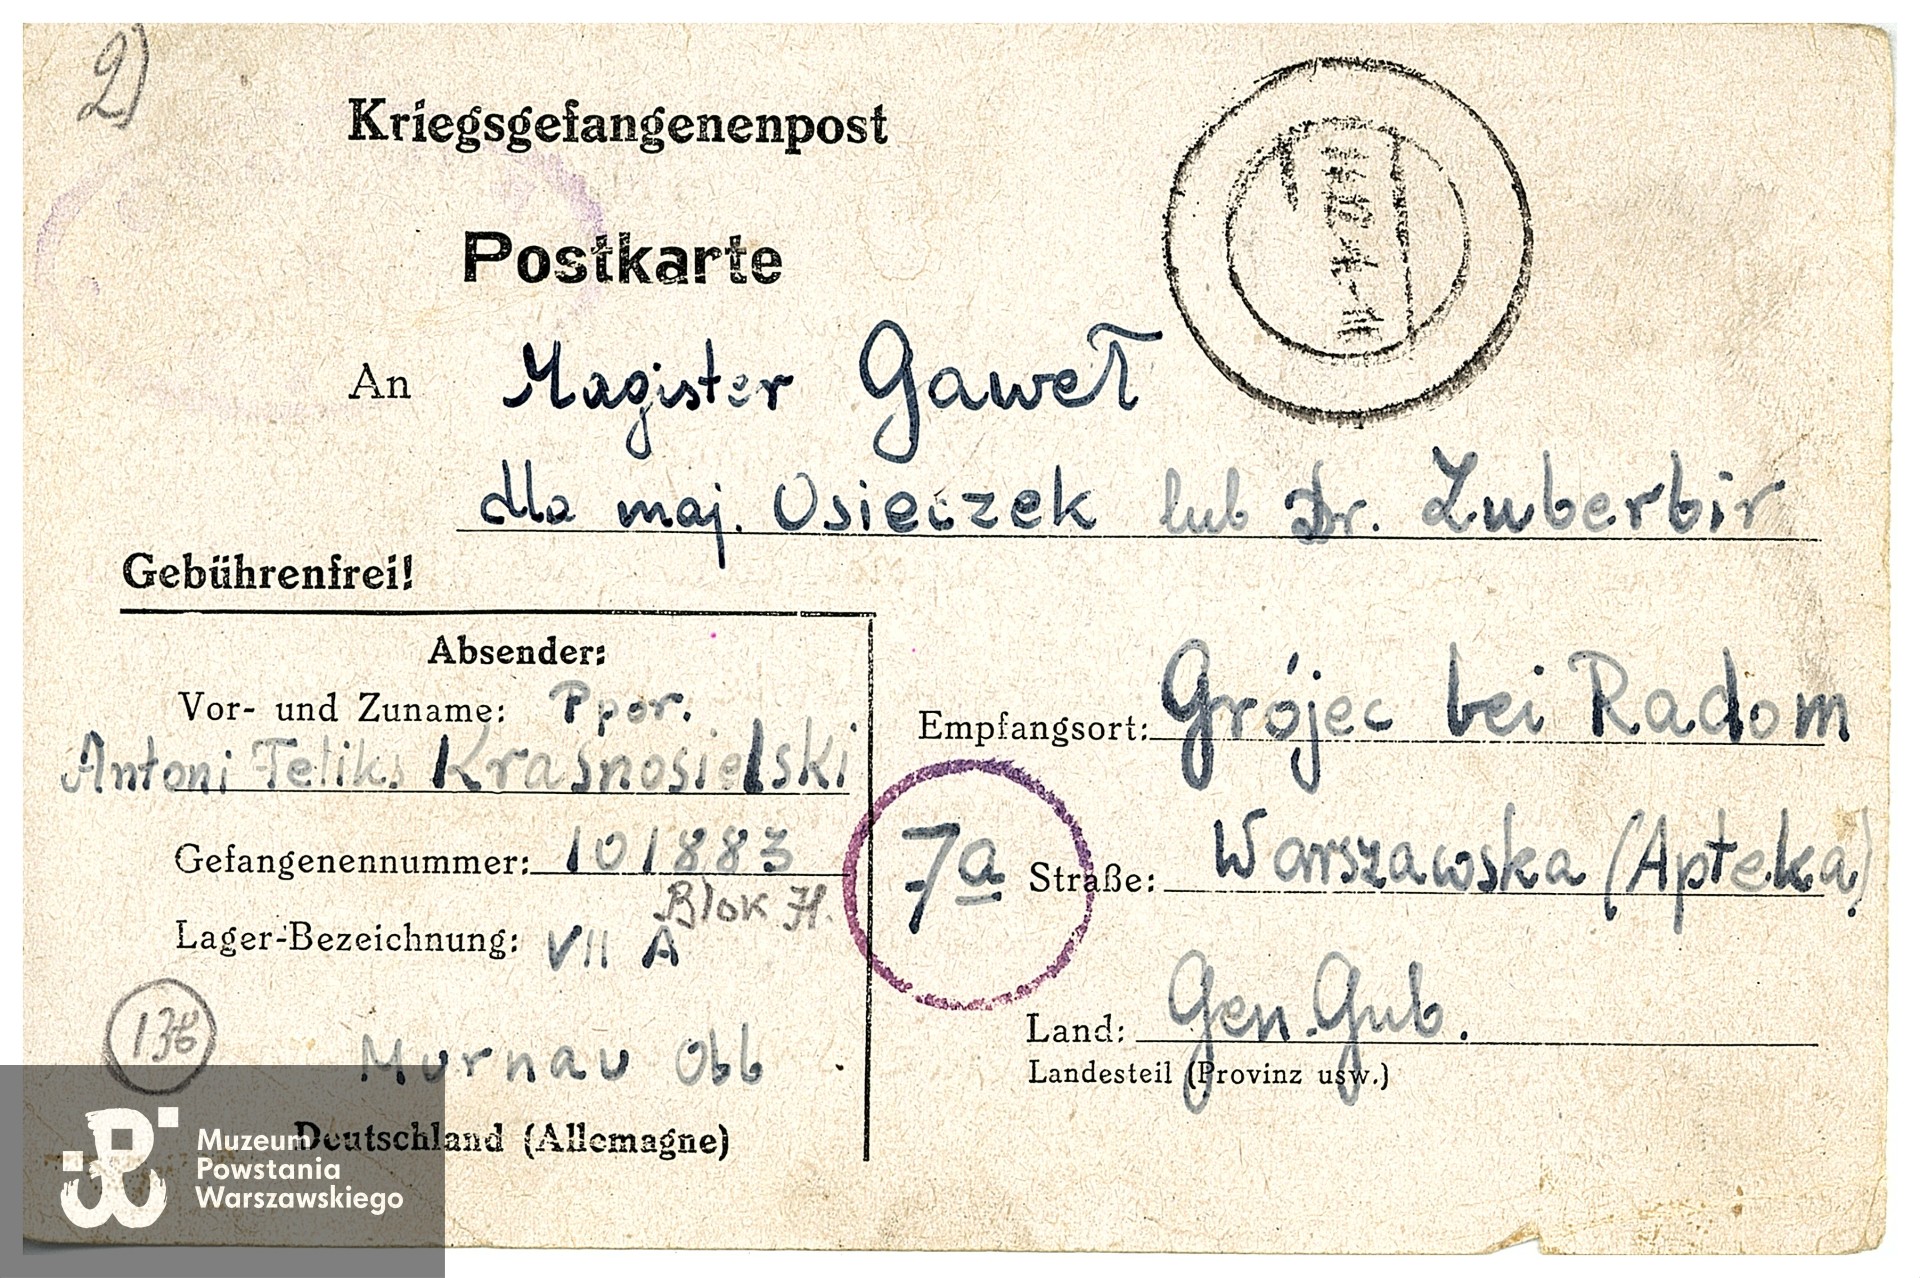 2)
Kriegsgefangenenpost
Postkarte
An Magister Gaweł
dla maj. Osieczek lub Dr. Zuberbir
Gebührenfrei!
Absender:
Vor- und Zuname: Ppor.
Antoni Feliks Krasnosielski
Gefangenennummer: 101883
Blok H.
Lager-Bezeichnung: VII A
Murnau Obb
Deutschland (Allemagne)
Empfangsort: Grójec bei Radom
7a
Straße: Warszawska (Apteka)
Land: Gen. Gub.
Landesteil (Provinz usw.)
Muzeum
Powstania
Warszawskiego